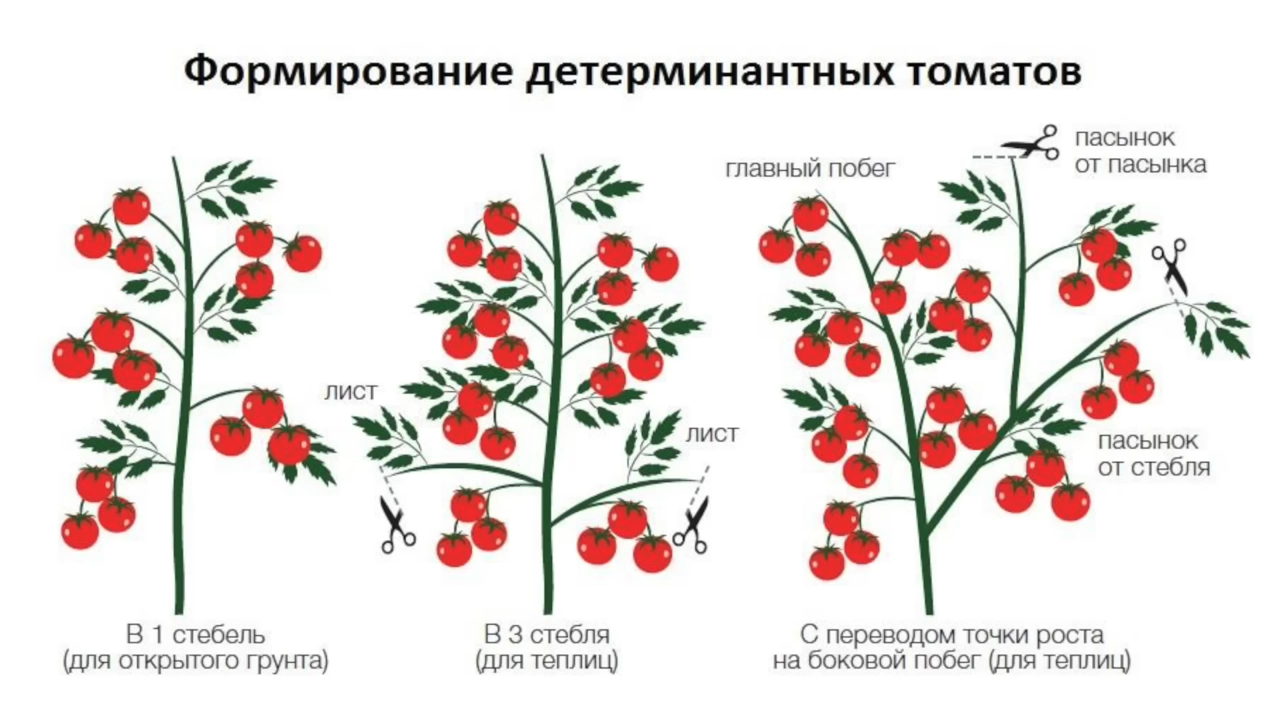 Формирование детерминантных томатов
пасынок
от пасынка
главный побег
лист
лист
пасынок
от стебля
В 1 стебель
(для открытого грунта)
В 3 стебля
(для теплиц)
С переводом точки роста
на боковой побег (для теплиц)